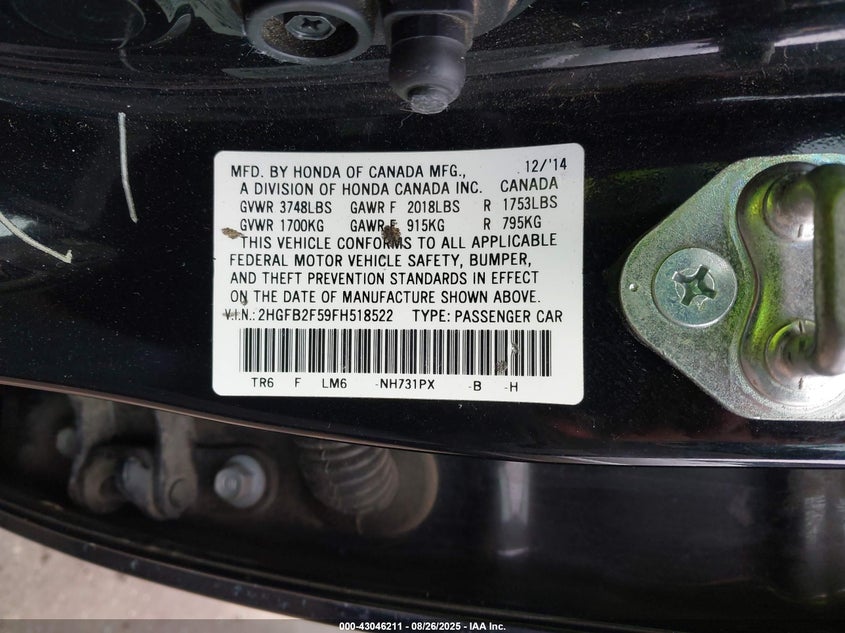 MFD. BY HONDA OF CANADA MFG., 12/'14
A DIVISION OF HONDA CANADA INC. CANADA
GVWR 3748LBS GAWR F 2018LBS R 1753LBS
GVWR 1700KG GAWR F 915KG R 795KG
THIS VEHICLE CONFORMS TO ALL APPLICABLE
FEDERAL MOTOR VEHICLE SAFETY, BUMPER,
AND THEFT PREVENTION STANDARDS IN EFFECT
ON THE DATE OF MANUFACTURE SHOWN ABOVE.
V.I.N.: 2HGFB2F59FH518522 TYPE: PASSENGER CAR
TR6 F LM6 -NH731PX -B -H
000-43046211 - 08/26/2025 - IAA Inc.